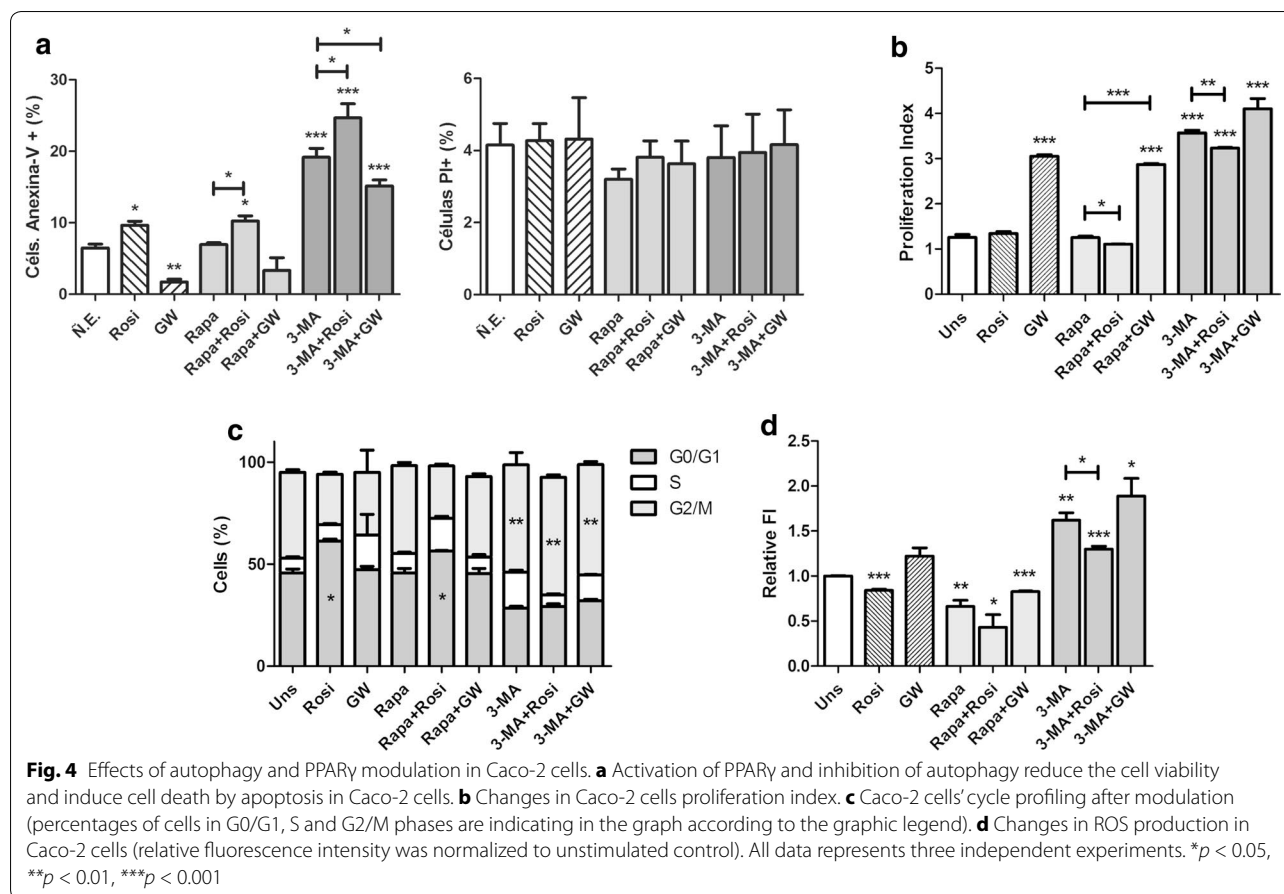 a
Céls. Anexina-V + (%)
30
20
10
0
*
**
*
*
***
***
***
*
*
Ñ.E.
Rosi
GW
Rapa
Rapa+Rosi
Rapa+GW
3-MA
3-MA+Rosi
3-MA+GW
Células PI+ (%)
6
4
2
0
Ñ.E.
Rosi
GW
Rapa
Rapa+Rosi
Rapa+GW
3-MA
3-MA+Rosi
3-MA+GW
b
Proliferation Index
5
4
3
2
1
0
***
*
***
***
***
**
***
***
Uns
Rosi
GW
Rapa
Rapa+Rosi
Rapa+GW
3-MA
3-MA+Rosi
3-MA+GW
c
Cells (%)
100
50
0
*
*
**
**
**
G0/G1
S
G2/M
Uns
Rosi
GW
Rapa
Rapa+Rosi
Rapa+GW
3-MA
3-MA+Rosi
3-MA+GW
d
Relative FI
2.5
2.0
1.5
1.0
0.5
0.0
***
**
*
***
**
*
***
*
Uns
Rosi
GW
Rapa
Rapa+Rosi
Rapa+GW
3-MA
3-MA+Rosi
3-MA+GW
Fig. 4 Effects of autophagy and PPARγ modulation in Caco-2 cells. a Activation of PPARγ and inhibition of autophagy reduce the cell viability
and induce cell death by apoptosis in Caco-2 cells. b Changes in Caco-2 cells proliferation index. c Caco-2 cells' cycle profiling after modulation
(percentages of cells in G0/G1, S and G2/M phases are indicating in the graph according to the graphic legend). d Changes in ROS production in
Caco-2 cells (relative fluorescence intensity was normalized to unstimulated control). All data represents three independent experiments. *p < 0.05,
**p < 0.01, ***p < 0.001